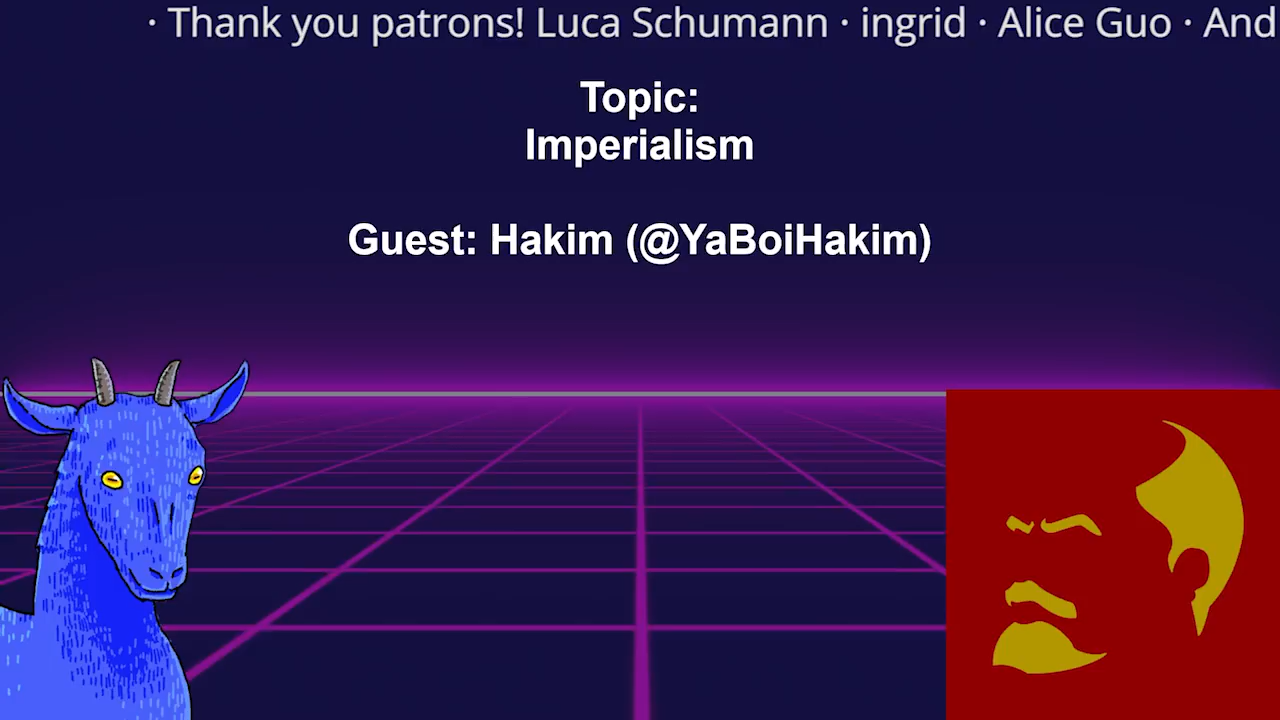 · Thank you patrons! Luca Schumann · ingrid · Alice Guo · And
Topic:
Imperialism
Guest: Hakim (@YaBoiHakim)